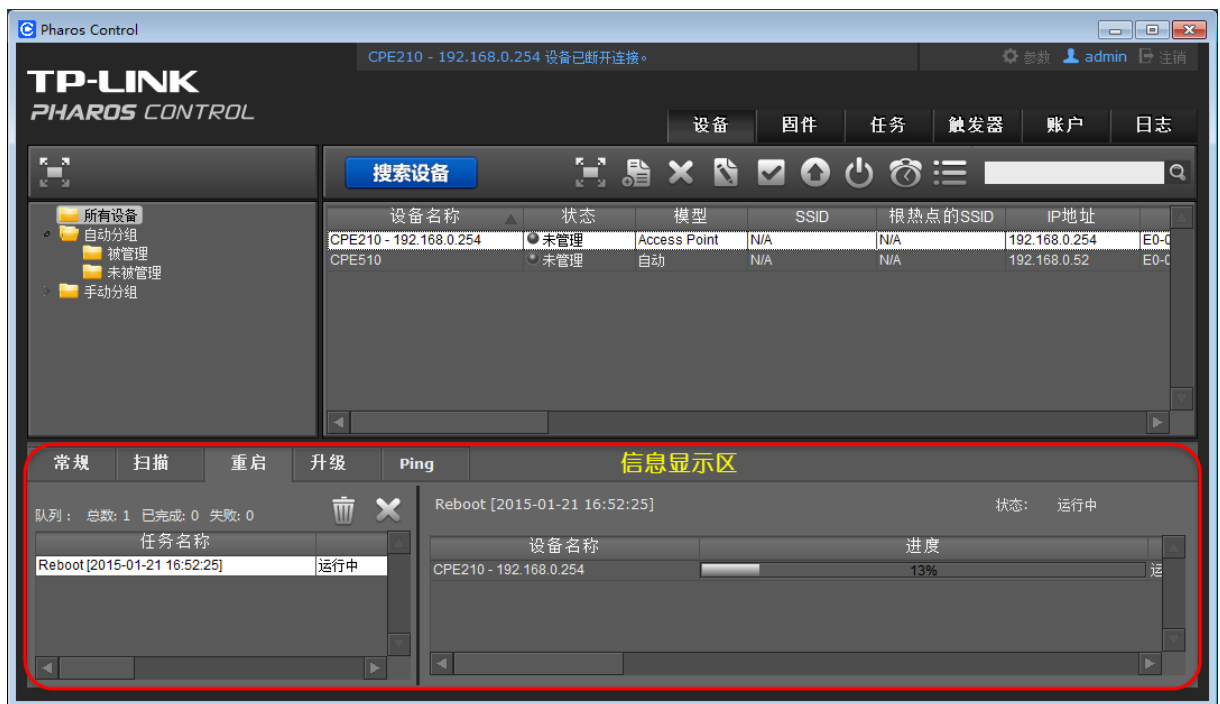 Pharos Control
CPE210 - 192.168.0.254 设备已断开连接。 参数 admin 注销
TP-LINK
PHAROS CONTROL
设备 固件 任务 触发器 账户 日志
搜索设备
所有设备
自动分组
被管理
未被管理
手动分组
设备名称 状态 模型 SSID 根热点的SSID IP地址
CPE210 - 192.168.0.254 未管理 Access Point N/A N/A 192.168.0.254 E0-C
CPE510 未管理 自动 N/A N/A 192.168.0.52 E0-C
常规 扫描 重启 升级 Ping 信息显示区
队列： 总数: 1 已完成: 0 失败: 0
任务名称
Reboot [2015-01-21 16:52:25] 运行中
Reboot [2015-01-21 16:52:25] 状态: 运行中
设备名称 进度
CPE210 - 192.168.0.254 13% 运